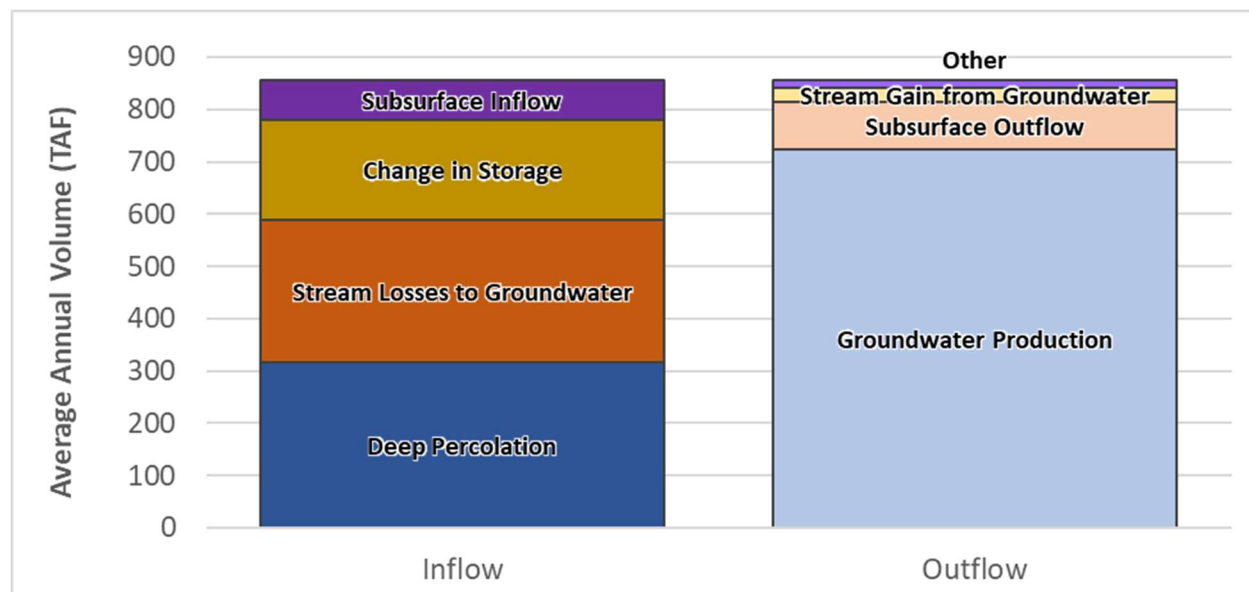 Average Annual Volume (TAF)
900
800
700
600
500
400
300
200
100
0
Subsurface Inflow
Change in Storage
Stream Losses to Groundwater
Deep Percolation
Other
Stream Gain from Groundwater
Subsurface Outflow
Groundwater Production
Inflow
Outflow